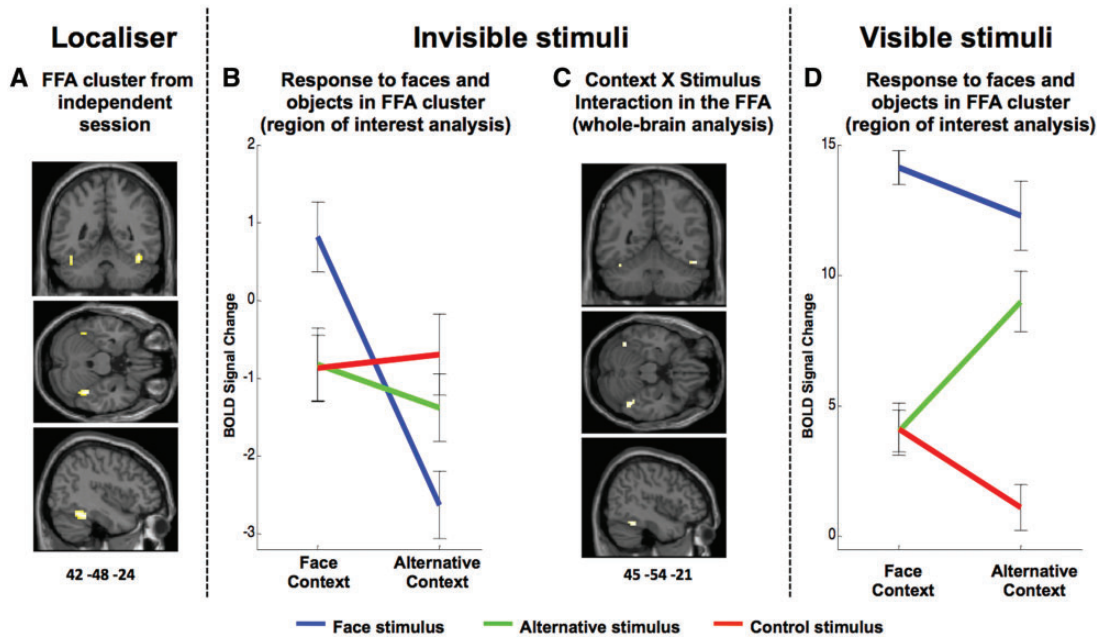 Localiser
Invisible stimuli
Visible stimuli
A FFA cluster from
independent
session
42 -48 -24
B Response to faces and
objects in FFA cluster
(region of interest analysis)
BOLD Signal Change
2
1
0
-1
-2
-3
Face
Context
Alternative
Context
C Context X Stimulus
Interaction in the FFA
(whole-brain analysis)
45 -54 -21
D Response to faces and
objects in FFA cluster
(region of interest analysis)
BOLD Signal Change
15
10
5
0
Face
Context
Alternative
Context
Face stimulus
Alternative stimulus
Control stimulus